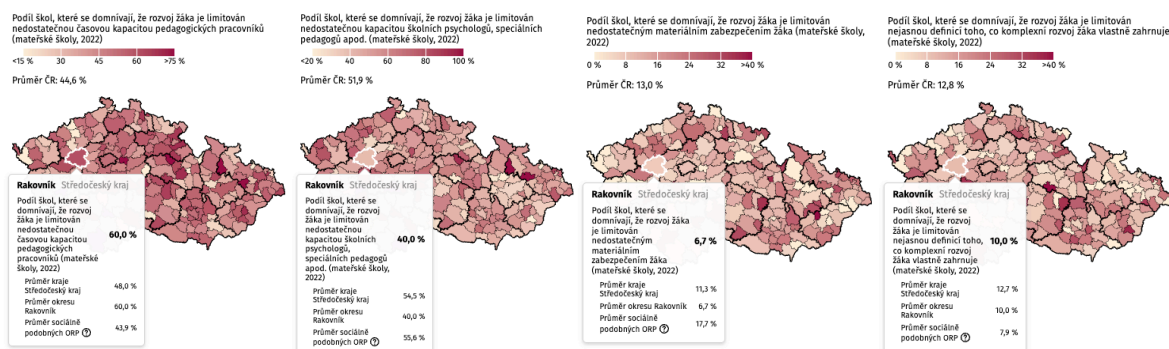 Podíl škol, které se domnívají, že rozvoj žáka je limitován
nedostatečnou časovou kapacitou pedagogických pracovníků
(mateřské školy, 2022)
<15 % 30 45 60 >75 %
Průměr ČR: 44,6 %
Rakovník Středočeský kraj
Podíl škol, které se
domnívají, že rozvoj
žáka je limitován
nedostatečnou
časovou kapacitou
pedagogických
pracovníků (mateřské
školy, 2022)
60,0 %
Průměr kraje
Středočeský kraj
48,0 %
Průměr okresu
Rakovník
60,0 %
Průměr sociálně
podobných ORP ?
43,9 %
Podíl škol, které se domnívají, že rozvoj žáka je limitován
nedostatečnou kapacitou školních psychologů, speciálních
pedagogů apod. (mateřské školy, 2022)
<20 % 40 60 80 100 %
Průměr ČR: 51,9 %
Rakovník Středočeský kraj
Podíl škol, které se
domnívají, že rozvoj
žáka je limitován
nedostatečnou
kapacitou školních
psychologů,
speciálních pedagogů
apod. (mateřské školy,
2022)
40,0 %
Průměr kraje
Středočeský kraj
54,5 %
Průměr okresu
Rakovník
40,0 %
Průměr sociálně
podobných ORP ?
55,6 %
Podíl škol, které se domnívají, že rozvoj žáka je limitován
nedostatečným materiálním zabezpečením žáka (mateřské školy,
2022)
0 % 8 16 24 32 >40 %
Průměr ČR: 13,0 %
Rakovník Středočeský kraj
Podíl škol, které se
domnívají, že rozvoj žáka
je limitován
nedostatečným
materiálním
zabezpečením žáka
(mateřské školy, 2022)
6,7 %
Průměr kraje
Středočeský kraj
11,3 %
Průměr okresu Rakovník
6,7 %
Průměr sociálně
podobných ORP ?
17,7 %
Podíl škol, které se domnívají, že rozvoj žáka je limitován
nejasnou definicí toho, co komplexní rozvoj žáka vlastně zahrnuje
(mateřské školy, 2022)
0 % 8 16 24 32 >40 %
Průměr ČR: 12,8 %
Rakovník Středočeský kraj
Podíl škol, které se
domnívají, že rozvoj
žáka je limitován
nejasnou definicí toho,
co komplexní rozvoj
žáka vlastně zahrnuje
(mateřské školy, 2022)
10,0 %
Průměr kraje
Středočeský kraj
12,7 %
Průměr okresu
Rakovník
10,0 %
Průměr sociálně
podobných ORP ?
7,9 %